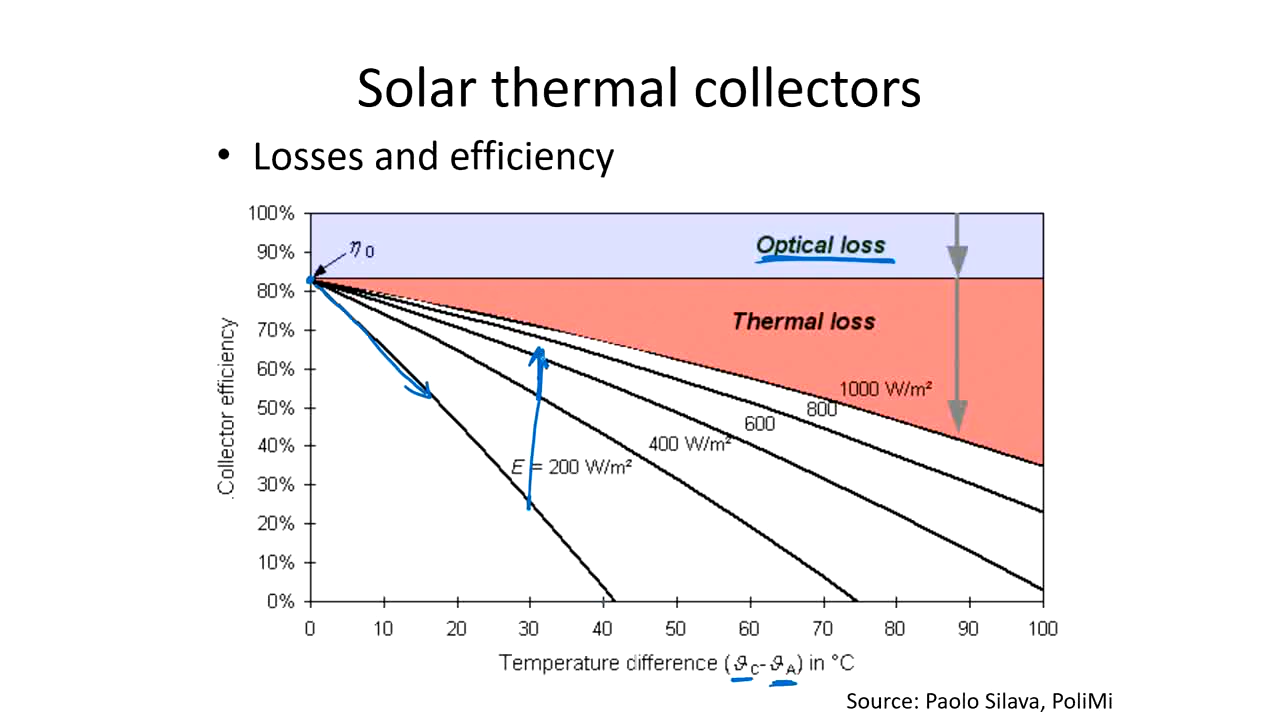 Solar thermal collectors
• Losses and efficiency
100%
90%
80%
70%
60%
50%
40%
30%
20%
10%
0%
Collector efficiency
η0
Optical loss
Thermal loss
1000 W/m²
800
600
400 W/m²
E = 200 W/m²
0 10 20 30 40 50 60 70 80 90 100
Temperature difference (ϑC-ϑA) in °C
Source: Paolo Silava, PoliMi